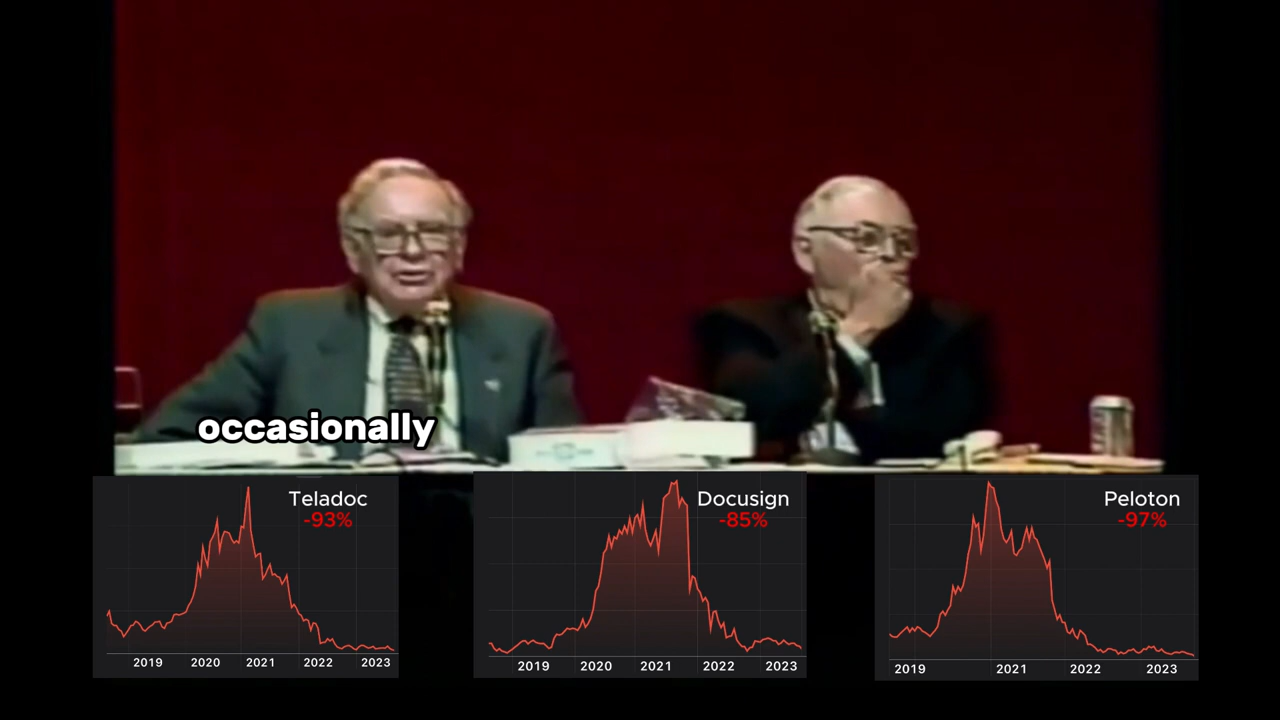 occasionally
Teladoc
-93%
2019 2020 2021 2022 2023
Docusign
-85%
2019 2020 2021 2022 2023
Peloton
-97%
2019 2021 2022 2023